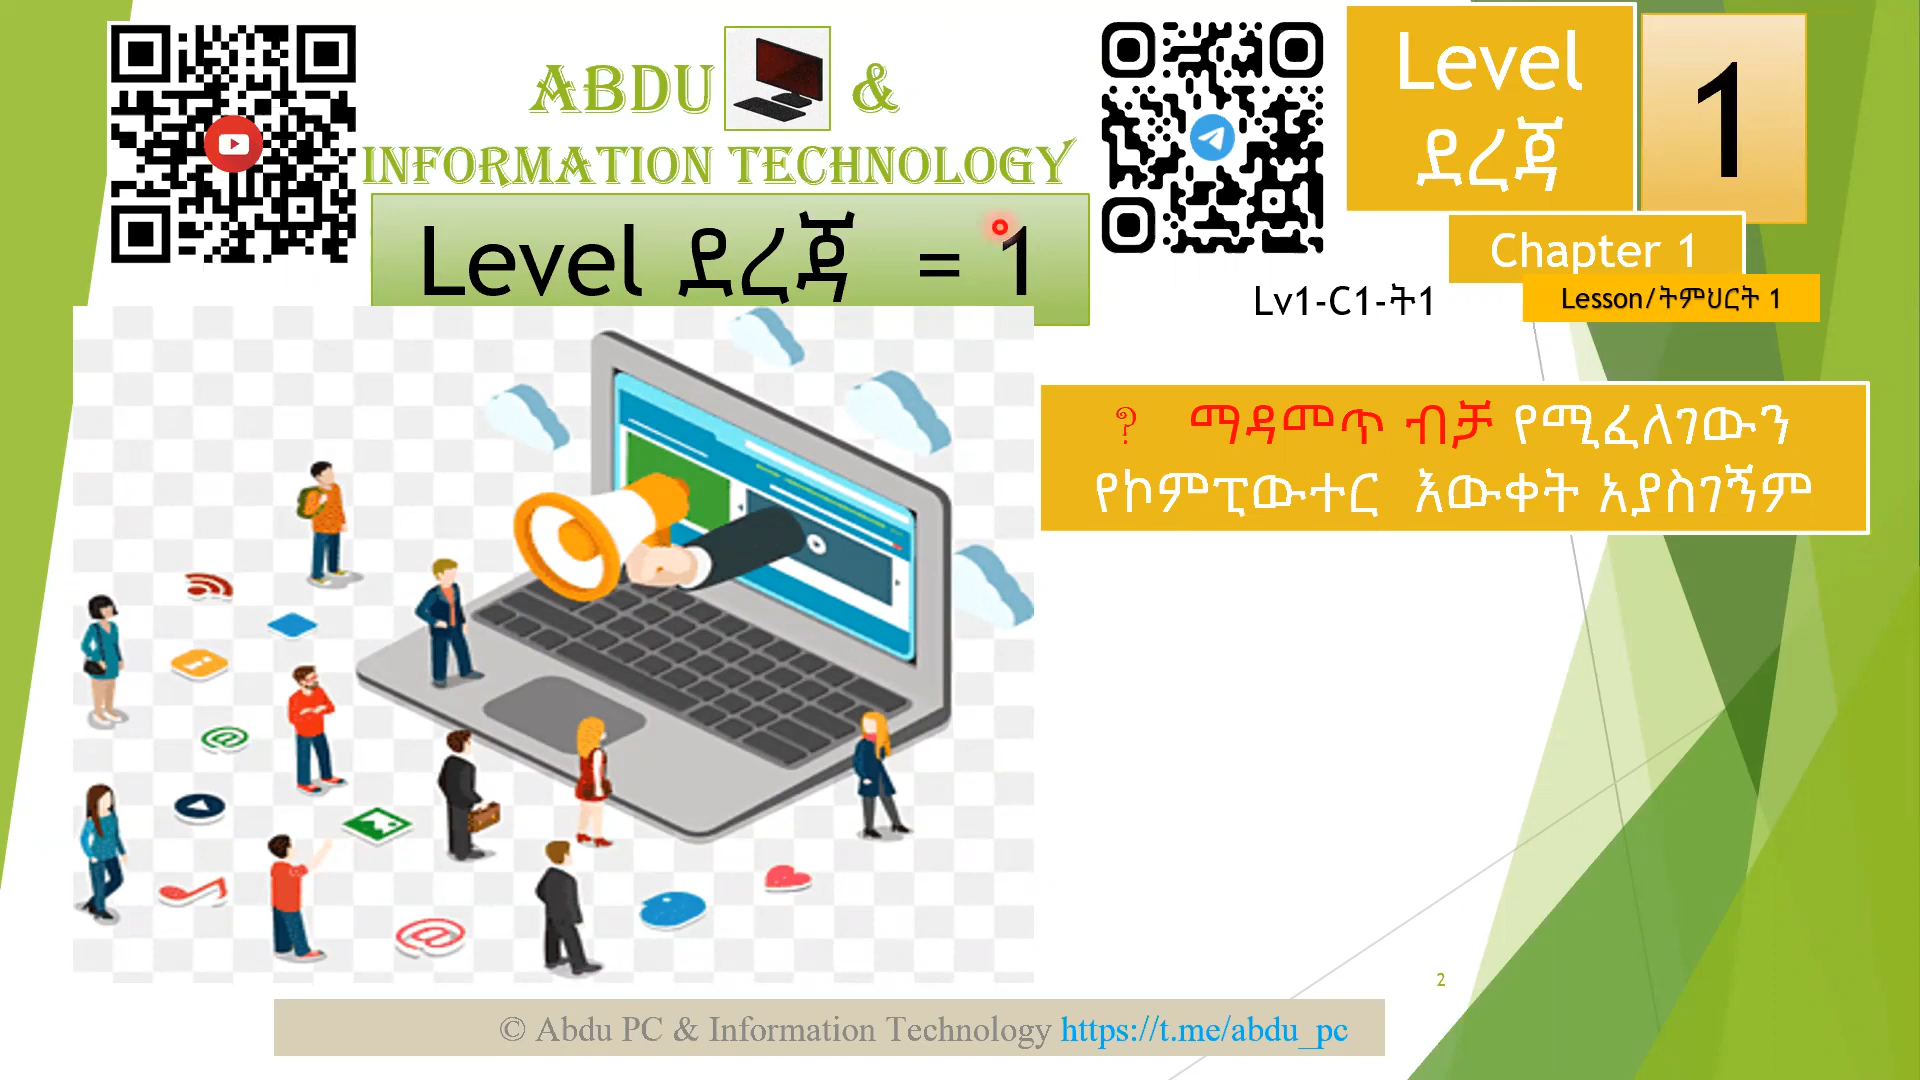 ABDU &
INFORMATION TECHNOLOGY
Level ደረጃ = 1
Level
ደረጃ
1
Chapter 1
Lesson/ትምህርት 1
Lv1-C1-ት1
? ማዳመጥ ብቻ የሚፈለገውን
የኮምፒውተር እውቀት አያስገኝም
2
© Abdu PC & Information Technology https://t.me/abdu_pc